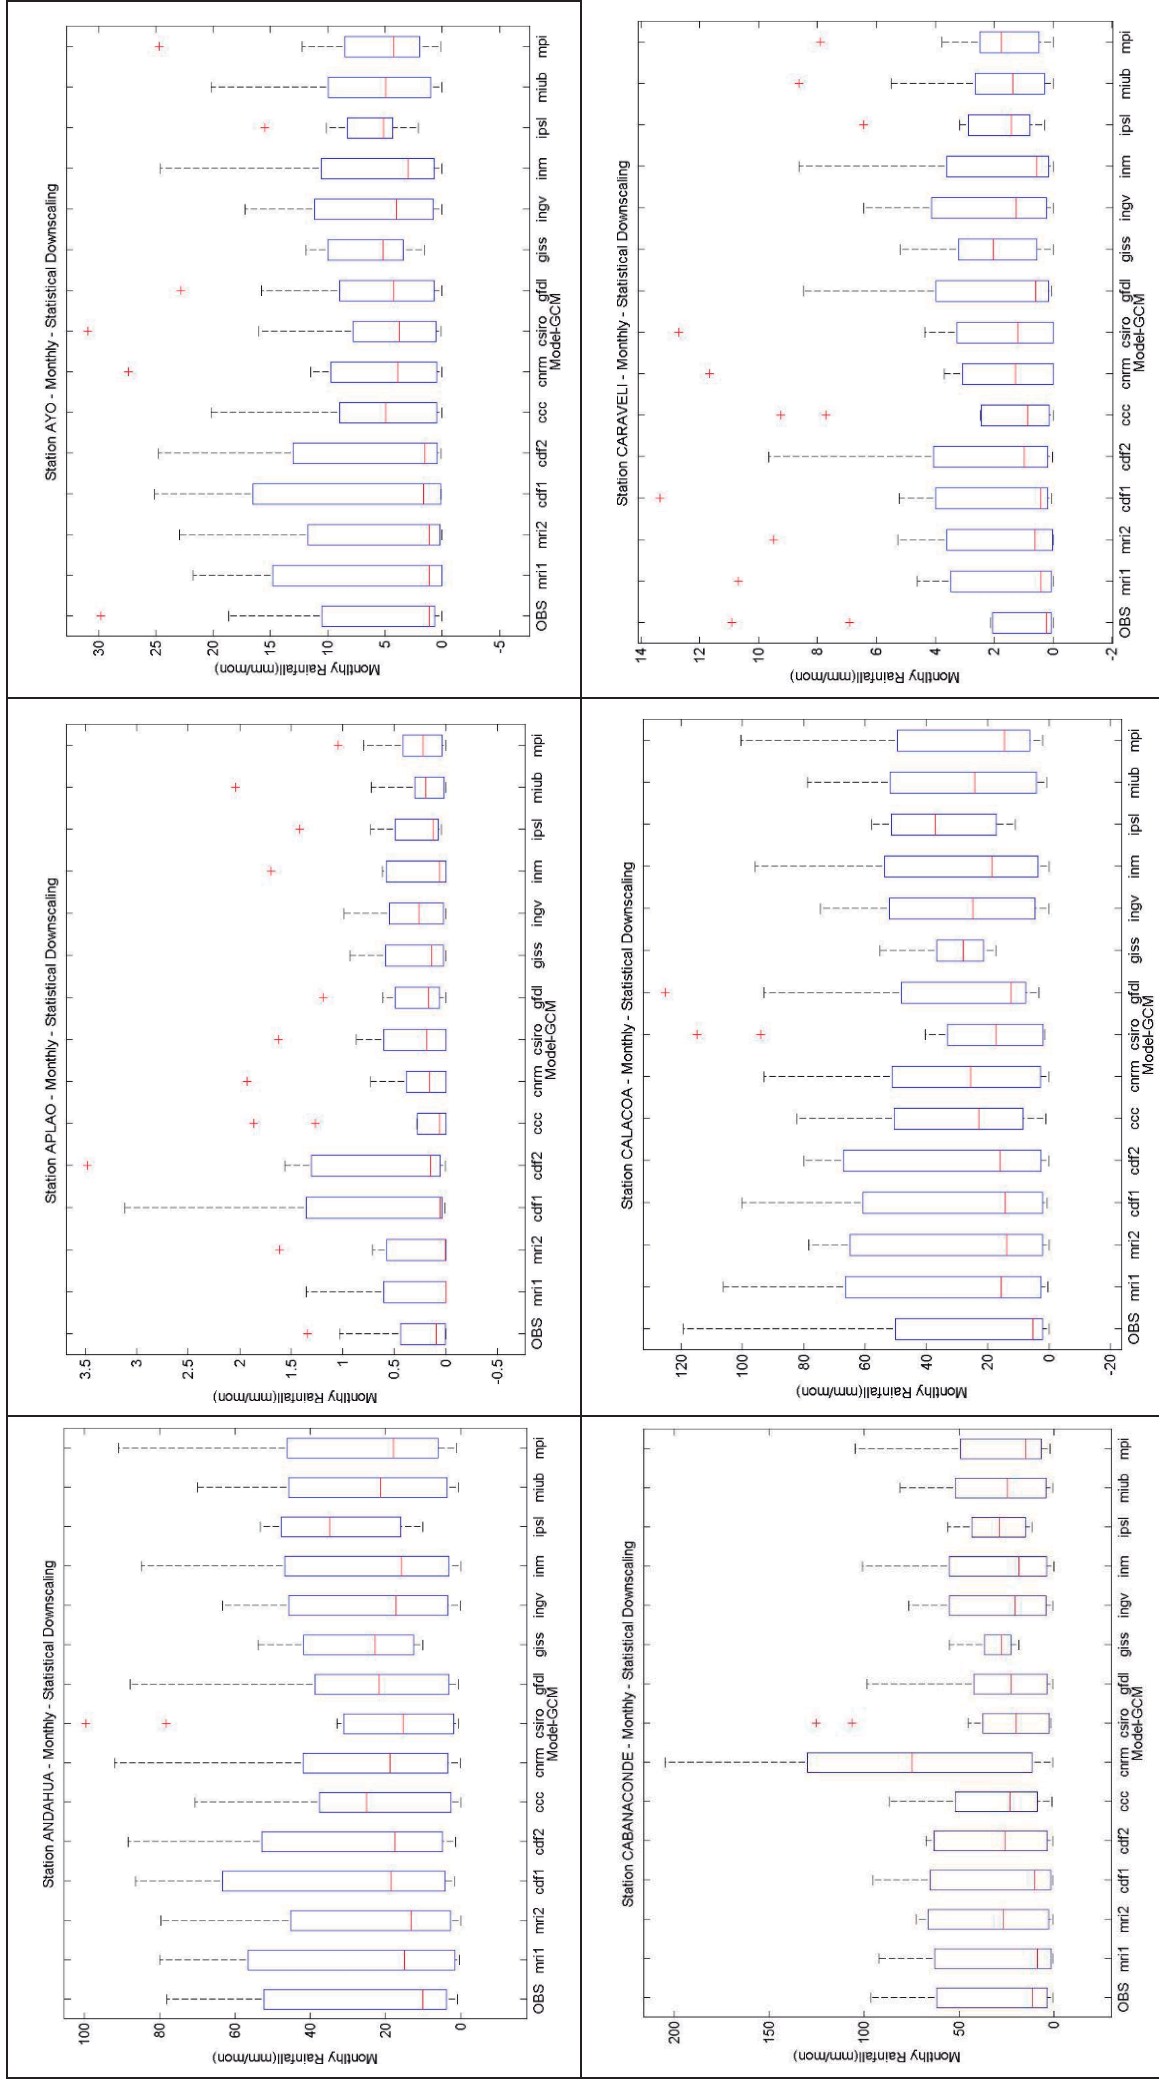 Station ANDAHUA - Monthly - Statistical Downscaling
Monthly Rainfall(mm/mon)
100
80
60
40
20
0
OBS mri1 mri2 cdf1 cdf2 ccc cnrm csiro gfdl giss ingv inm ipsl miub mpi
Model-GCM
Station APLAO - Monthly - Statistical Downscaling
Monthly Rainfall(mm/mon)
3.5
3
2.5
2
1.5
1
0.5
0
-0.5
OBS mri1 mri2 cdf1 cdf2 ccc cnrm csiro gfdl giss ingv inm ipsl miub mpi
Model-GCM
Station AYO - Monthly - Statistical Downscaling
Monthly Rainfall(mm/mon)
30
25
20
15
10
5
0
-5
OBS mri1 mri2 cdf1 cdf2 ccc cnrm csiro gfdl giss ingv inm ipsl miub mpi
Model-GCM
Station CABANACONDE - Monthly - Statistical Downscaling
Monthly Rainfall(mm/mon)
200
150
100
50
0
OBS mri1 mri2 cdf1 cdf2 ccc cnrm csiro gfdl giss ingv inm ipsl miub mpi
Model-GCM
Station CALACOA - Monthly - Statistical Downscaling
Monthly Rainfall(mm/mon)
120
100
80
60
40
20
0
-20
OBS mri1 mri2 cdf1 cdf2 ccc cnrm csiro gfdl giss ingv inm ipsl miub mpi
Model-GCM
Station CARAVELI - Monthly - Statistical Downscaling
Monthly Rainfall(mm/mon)
14
12
10
8
6
4
2
0
-2
OBS mri1 mri2 cdf1 cdf2 ccc cnrm csiro gfdl giss ingv inm ipsl miub mpi
Model-GCM